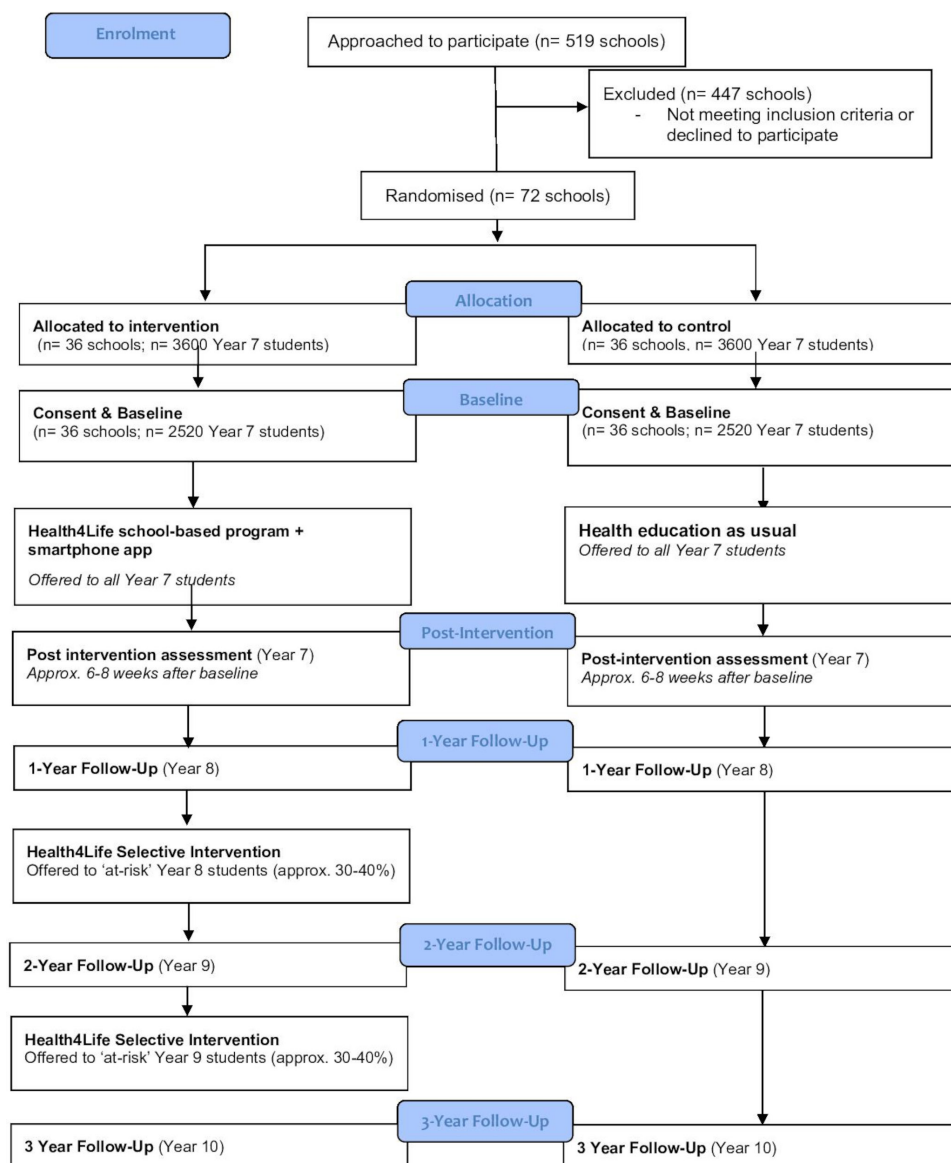 Enrolment
Approached to participate (n= 519 schools)
Excluded (n= 447 schools)
- Not meeting inclusion criteria or
declined to participate
Randomised (n= 72 schools)
Allocation
Allocated to intervention
(n= 36 schools; n= 3600 Year 7 students)
Allocated to control
(n= 36 schools, n= 3600 Year 7 students)
Baseline
Consent & Baseline
(n= 36 schools; n= 2520 Year 7 students)
Consent & Baseline
(n= 36 schools; n= 2520 Year 7 students)
Health4Life school-based program +
smartphone app
Offered to all Year 7 students
Health education as usual
Offered to all Year 7 students
Post-Intervention
Post intervention assessment (Year 7)
Approx. 6-8 weeks after baseline
Post-intervention assessment (Year 7)
Approx. 6-8 weeks after baseline
1-Year Follow-Up
1-Year Follow-Up (Year 8)
1-Year Follow-Up (Year 8)
Health4Life Selective Intervention
Offered to ‘at-risk’ Year 8 students (approx. 30-40%)
2-Year Follow-Up
2-Year Follow-Up (Year 9)
2-Year Follow-Up (Year 9)
Health4Life Selective Intervention
Offered to ‘at-risk’ Year 9 students (approx. 30-40%)
3-Year Follow-Up
3 Year Follow-Up (Year 10)
3 Year Follow-Up (Year 10)